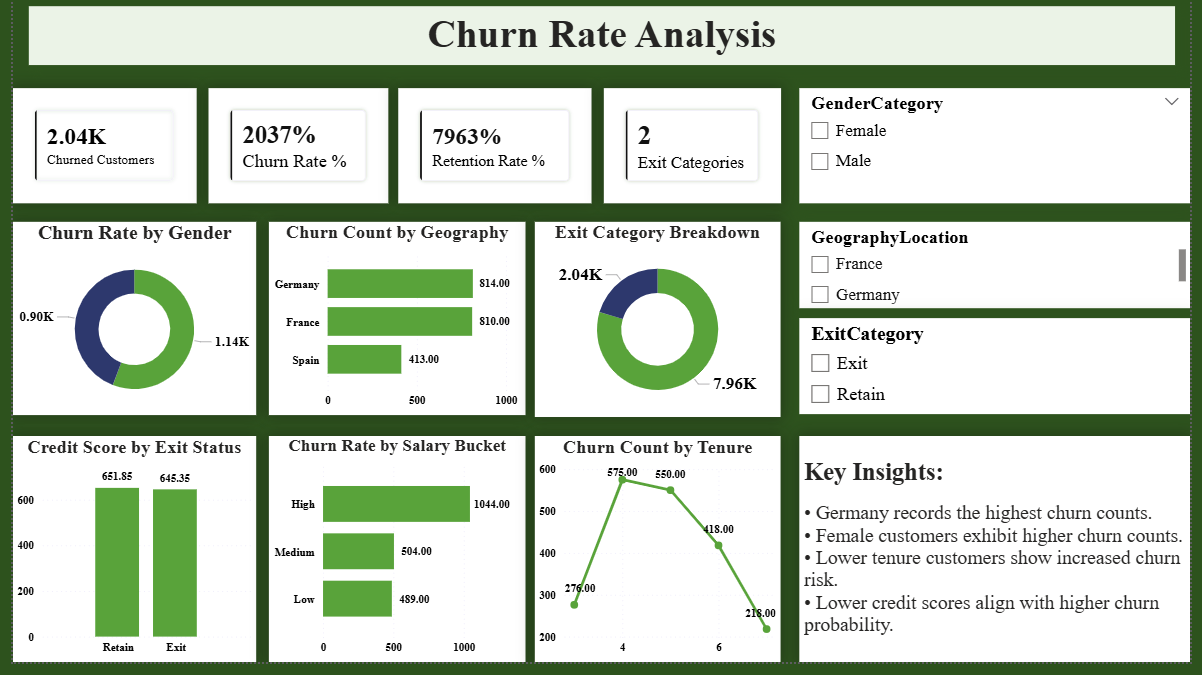 Churn Rate Analysis
2.04K
Churned Customers
2037%
Churn Rate %
7963%
Retention Rate %
2
Exit Categories
GenderCategory
Female
Male
Churn Rate by Gender
0.90K
1.14K
Churn Count by Geography
Germany
814.00
France
810.00
Spain
413.00
0
500
1000
Exit Category Breakdown
2.04K
7.96K
GeographyLocation
France
Germany
ExitCategory
Exit
Retain
Credit Score by Exit Status
651.85
645.35
600
400
200
0
Retain
Exit
Churn Rate by Salary Bucket
High
1044.00
Medium
504.00
Low
489.00
0
500
1000
Churn Count by Tenure
600
500
400
300
200
276.00
575.00
550.00
418.00
218.00
4
6
Key Insights:
• Germany records the highest churn counts.
• Female customers exhibit higher churn counts.
• Lower tenure customers show increased churn
risk.
• Lower credit scores align with higher churn
probability.